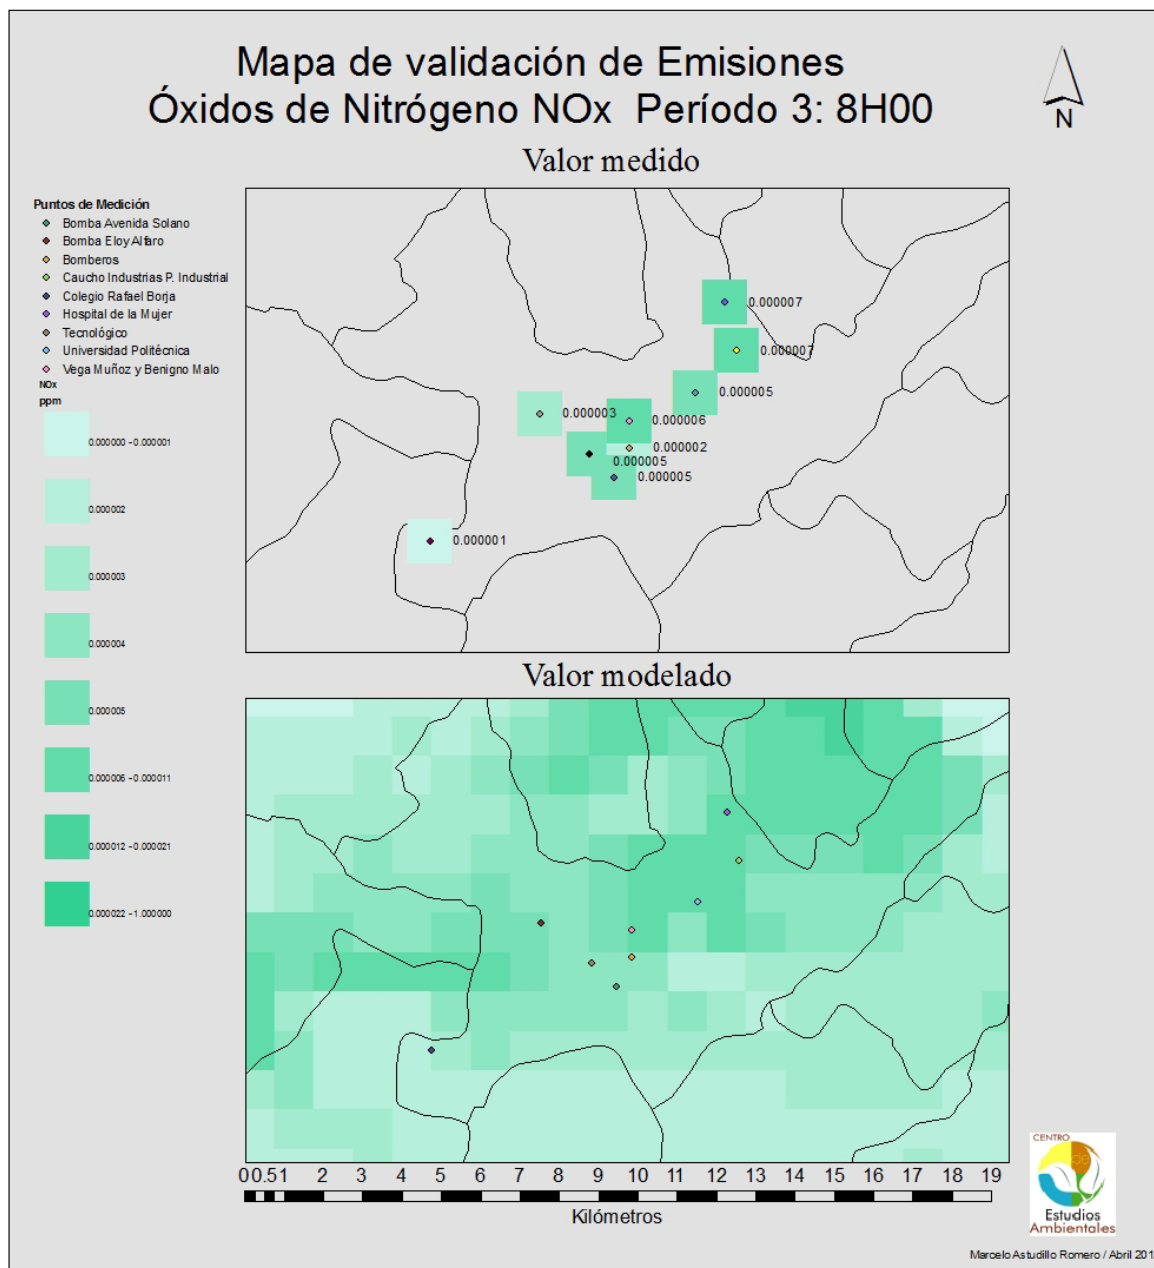 Mapa de validación de Emisiones
Óxidos de Nitrógeno NOx Período 3: 8H00
N
Valor medido
Puntos de Medición
Bomba Avenida Solano
Bomba Eloy Alfaro
Bomberos
Caucho Industrias P. Industrial
Colegio Rafael Borja
Hospital de la Mujer
Tecnológico
Universidad Politécnica
Vega Muñoz y Benigno Malo
NOx
ppm
0.000000 - 0.000001
0.000002
0.000003
0.000004
0.000005
0.000006 - 0.000011
0.000012 - 0.000021
0.000022 - 1.000000
0.000007
0.000007
0.000005
0.000003
0.000006
0.000002
0.000005
0.000005
0.000001
Valor modelado
0 0.5 1 2 3 4 5 6 7 8 9 10 11 12 13 14 15 16 17 18 19
Kilómetros
CENTRO
de
Estudios
Ambientales
Marcelo Astudillo Romero / Abril 201